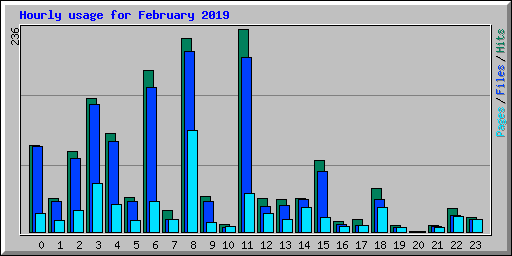 Hourly usage for February 2019
236
Pages/Files/Hits
0 1 2 3 4 5 6 7 8 9 10 11 12 13 14 15 16 17 18 19 20 21 22 23